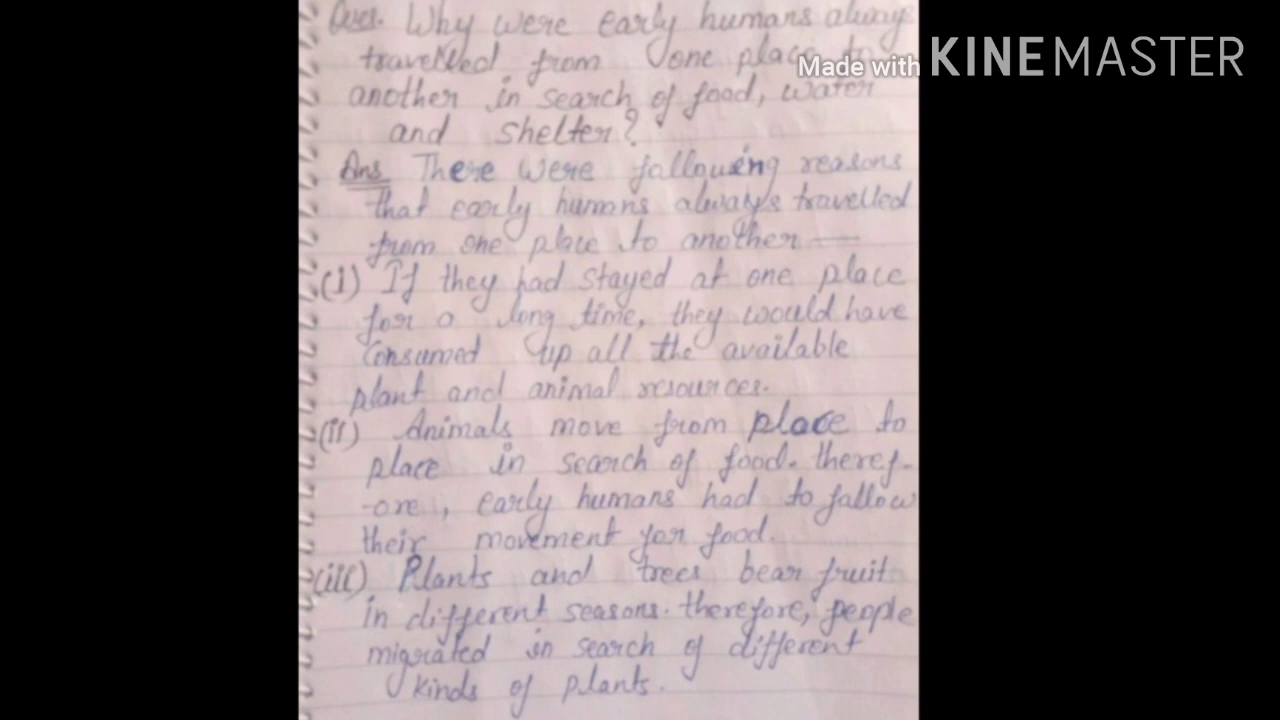 Ques. Why were early humans always
travelled from one place to
Made with KINEMASTER
another in search of food, water
and shelter?
Ans There were fallowing reasons
that early humans always travelled
from one place to another —
(i) If they had stayed at one place
for a long time, they would have
Consumed up all the available
plant and animal resources.
(ii) Animals move from place to
place in search of food. theref-
-ore, early humans had to fallow
their movement for food.
(iii) Plants and trees bear fruit
in different seasons. therefore, people
migrated in search of different
kinds of plants.